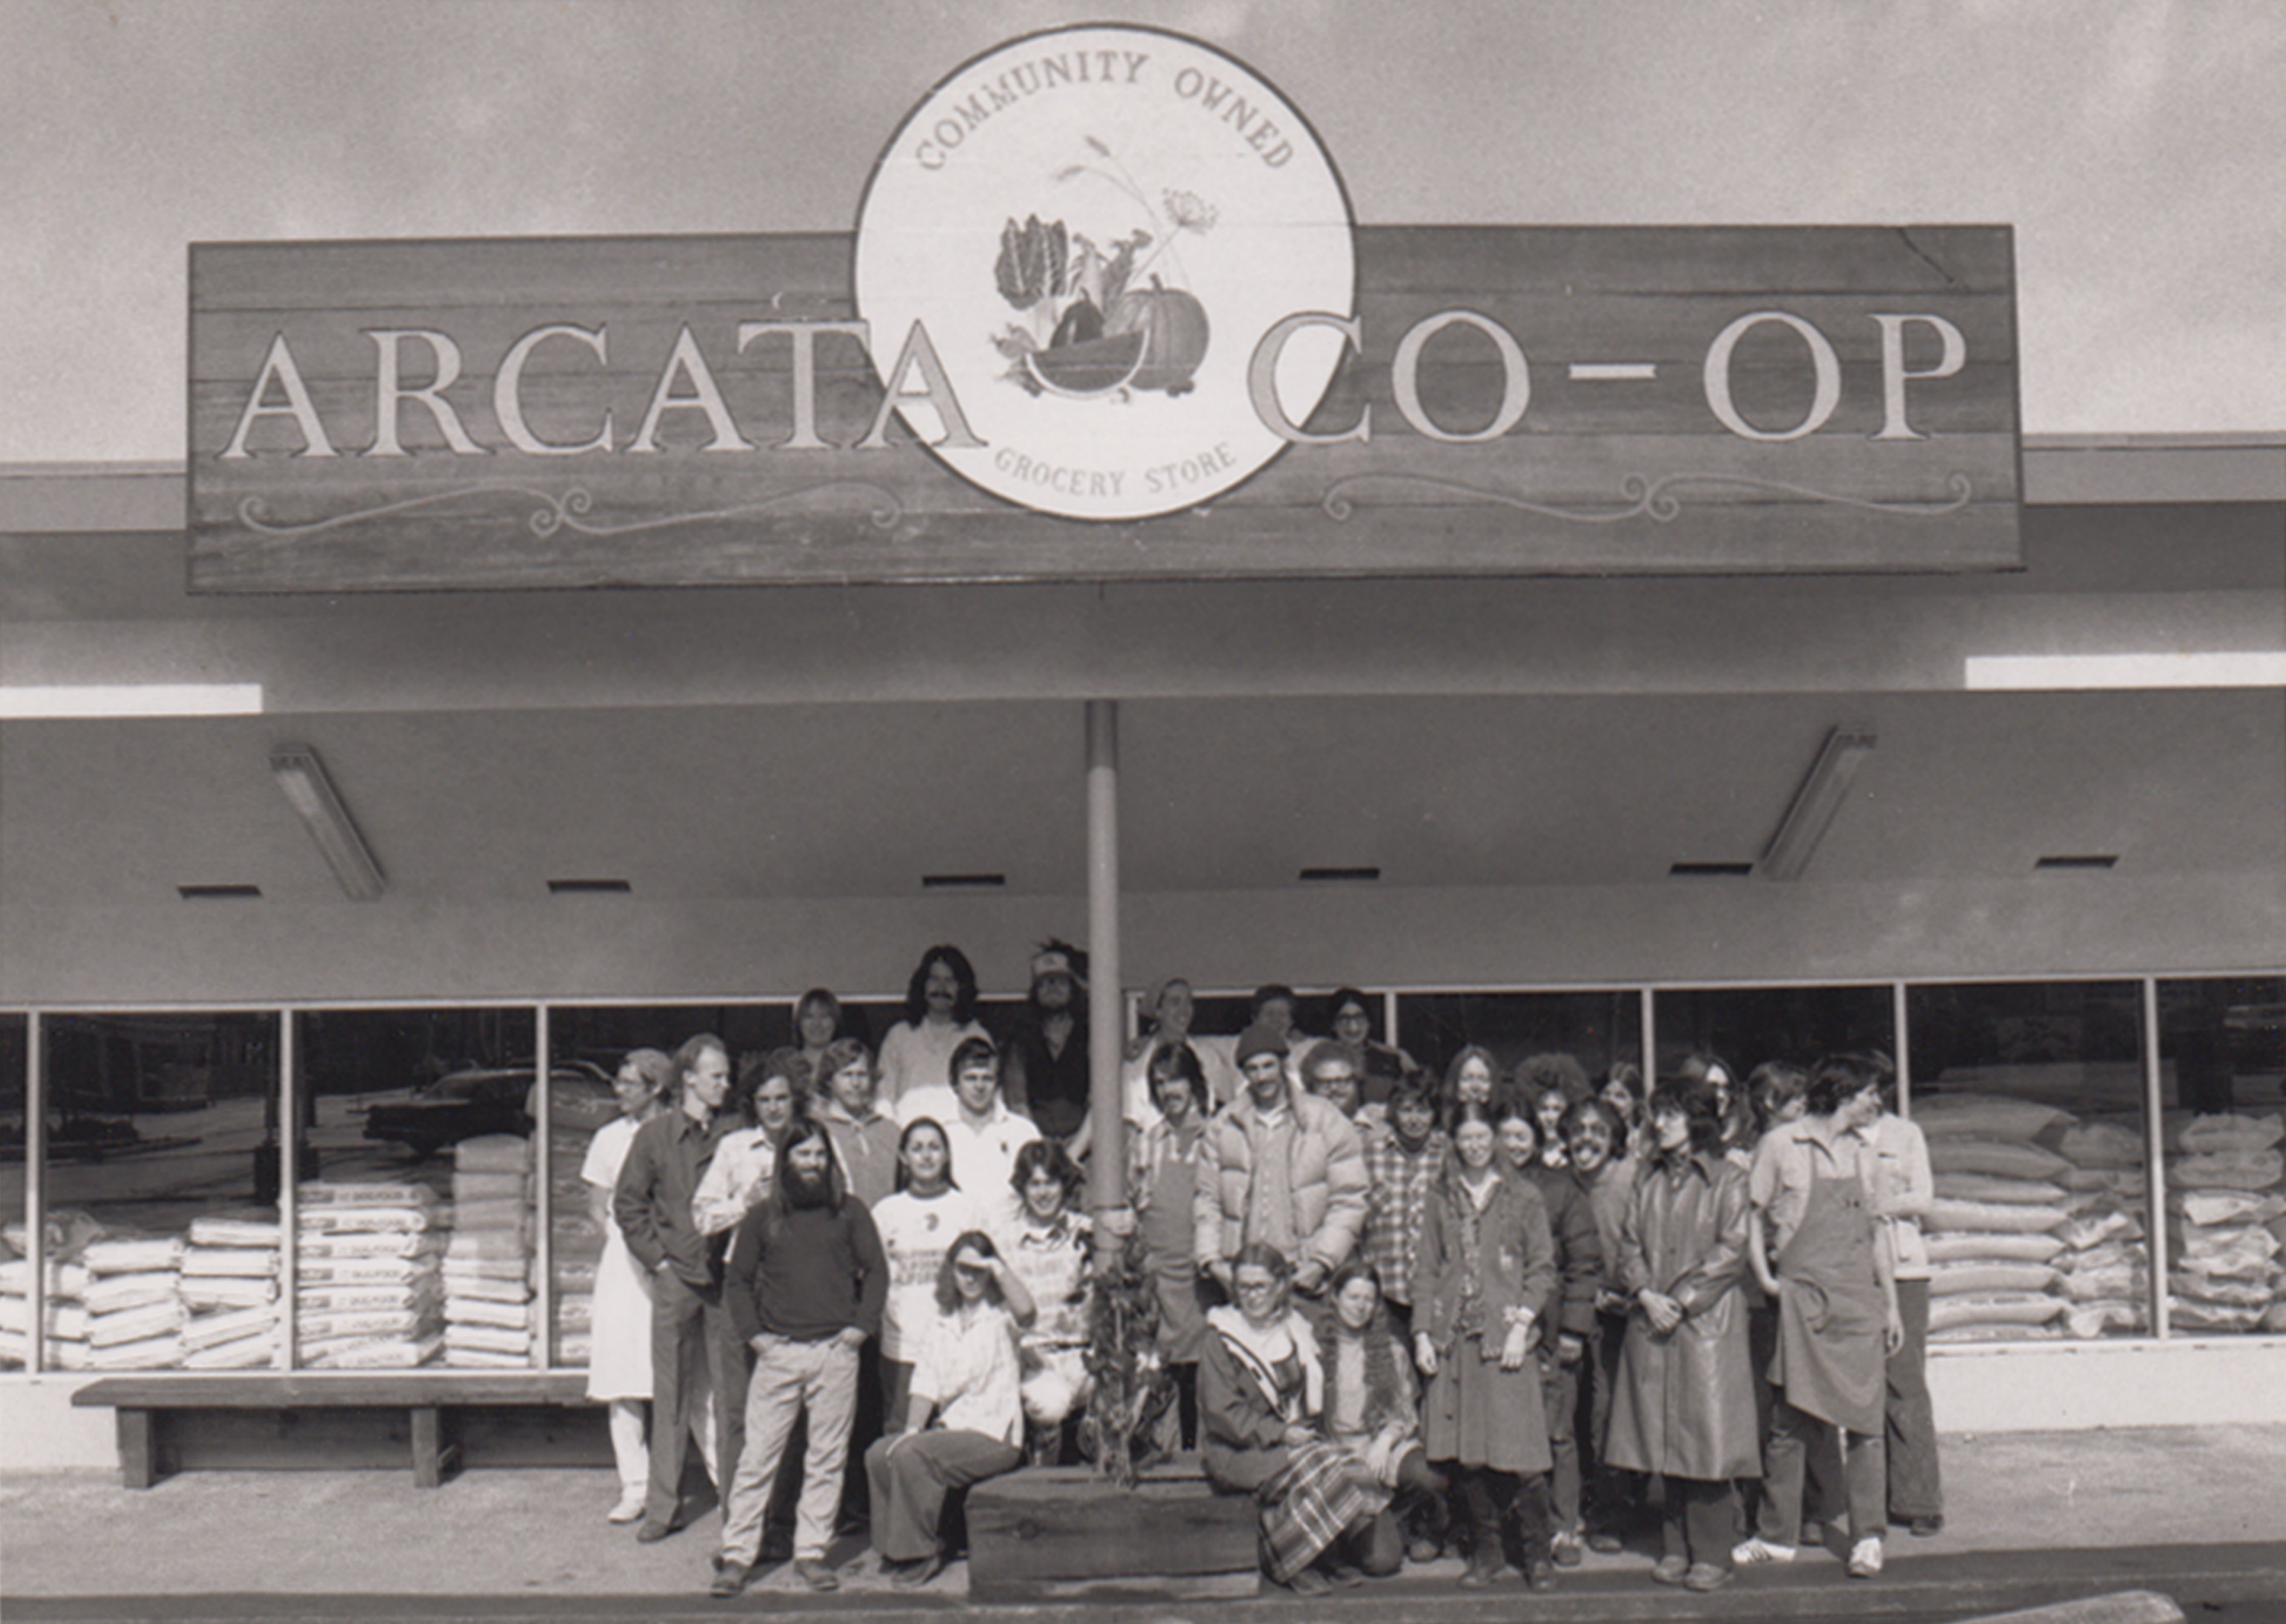 COMMUNITY OWNED
ARCATA CO-OP
GROCERY STORE